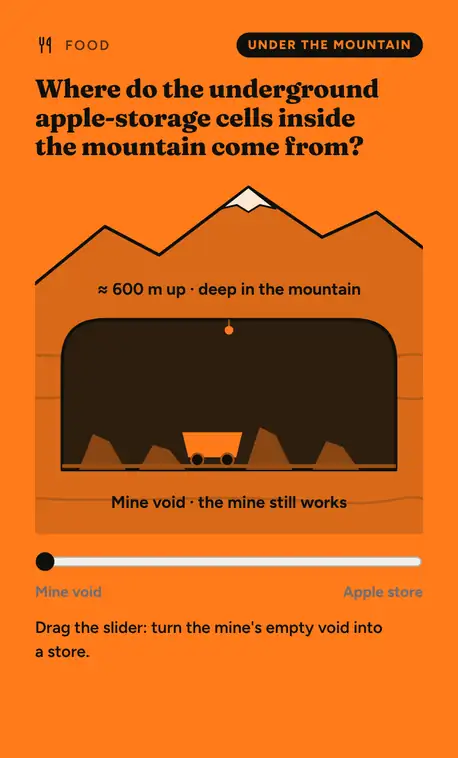 FOOD
UNDER THE MOUNTAIN
Where do the underground
apple-storage cells inside
the mountain come from?
≈ 600 m up · deep in the mountain
Mine void · the mine still works
Mine void
Apple store
Drag the slider: turn the mine's empty void into
a store.